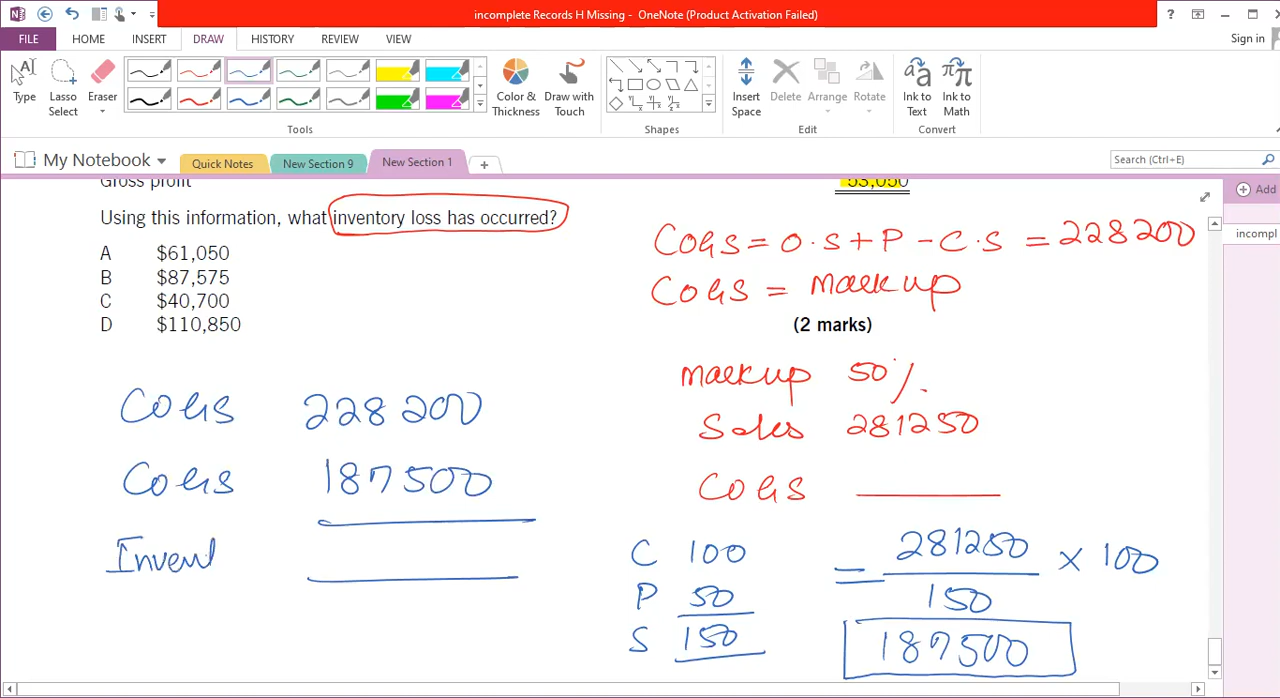 incomplete Records H Missing - OneNote (Product Activation Failed)
FILE HOME INSERT DRAW HISTORY REVIEW VIEW Sign in
Type Lasso Select Eraser Color & Thickness Draw with Touch Insert Space Delete Arrange Rotate Ink to Text Ink to Math
Tools Shapes Edit Convert
My Notebook Quick Notes New Section 9 New Section 1 Search (Ctrl+E)
Add
incompl
Gross profit 53,050
Using this information, what inventory loss has occurred?
A $61,050
B $87,575
C $40,700
D $110,850
COGS = O.S + P - C.S = 228200
COGS = Markup
(2 marks)
Markup 50%
Sales 281250
COGS
COGS 228200
COGS 187500
Invent
C 100
P 50
S 150
= 281250 × 100
150
187500